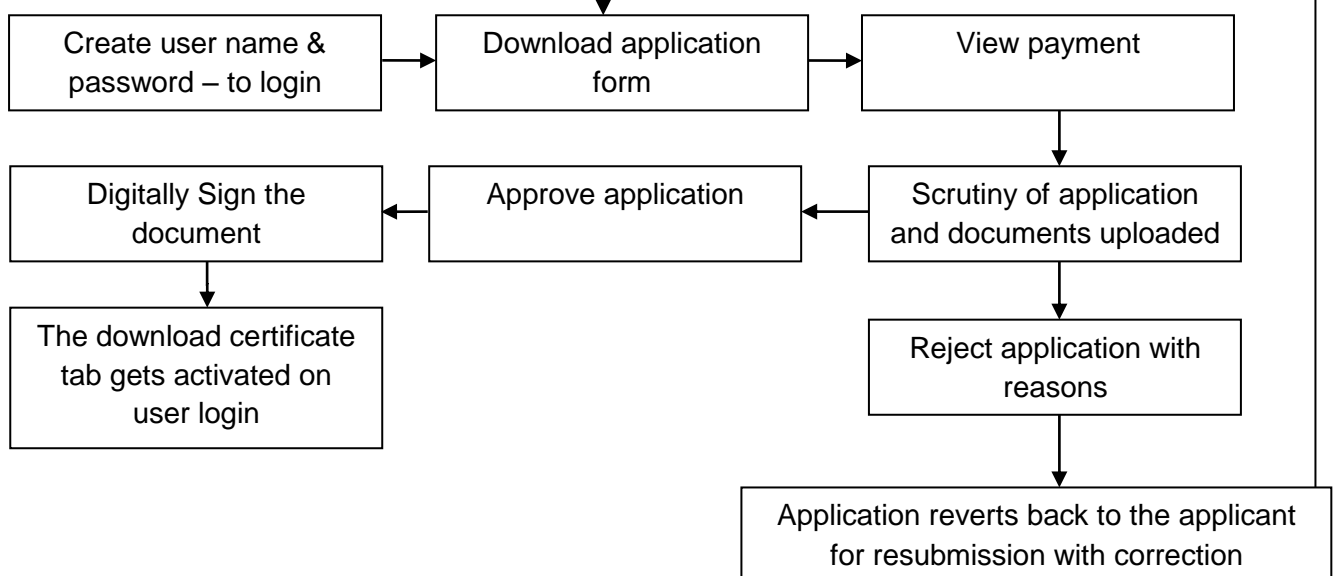 Create user name &
password – to login
Download application
form
View payment
Digitally Sign the
document
Approve application
Scrutiny of application
and documents uploaded
The download certificate
tab gets activated on
user login
Reject application with
reasons
Application reverts back to the applicant
for resubmission with correction